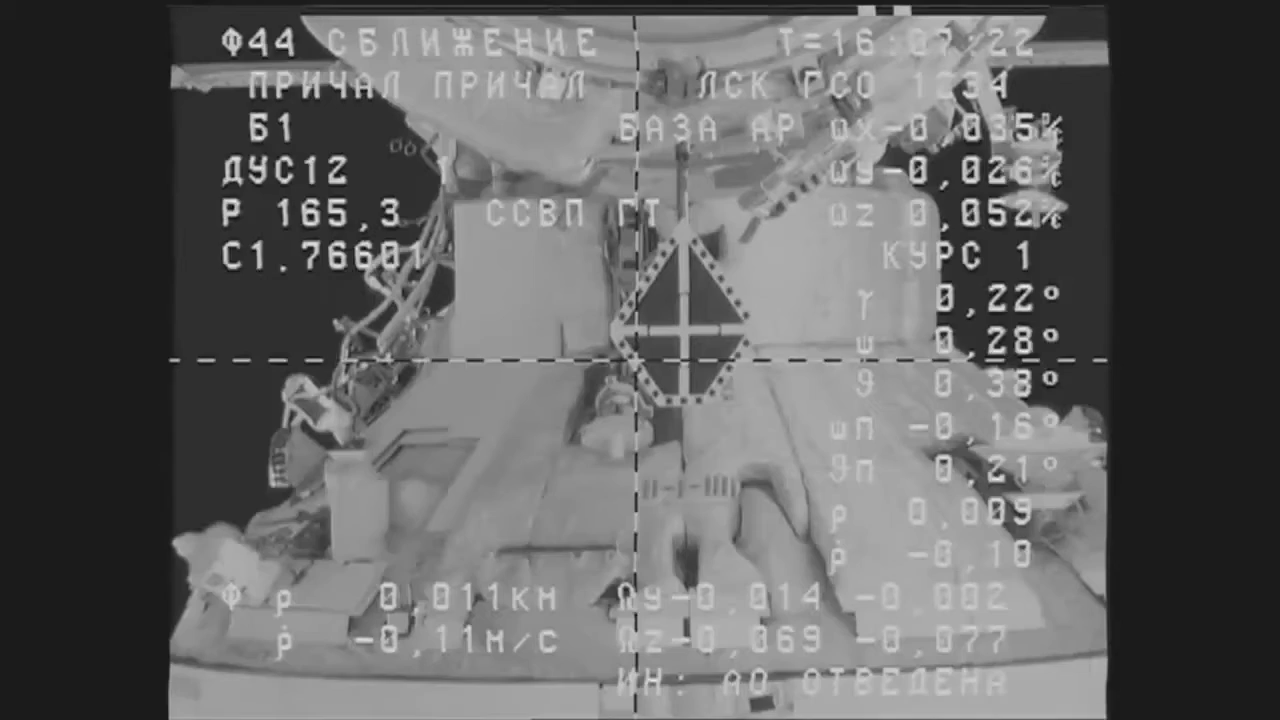 Ф44 СБЛИЖЕНИЕ T=16:07:22
ПРИЧАЛ ПРИЧАЛ ЛСК ГСО 1334
Б1 БАЗА АР ωx-0,035°/с
ДУС12 1 ωy-0,026°/с
Р 165,3 ССВП ГТ ωz 0,052°/с
С1.76601 КУРС 1
γ 0,22°
ψ 0,28°
ϑ 0,38°
ψп -0,16°
ϑп 0,21°
ρ 0,009
ρ̇ -0,10
Ф ρ 0,011км Ωy-0,014 -0,002
ρ̇ -0,11м/с Ωz-0,069 -0,077
ИН: АО ОТВЕДЕНА